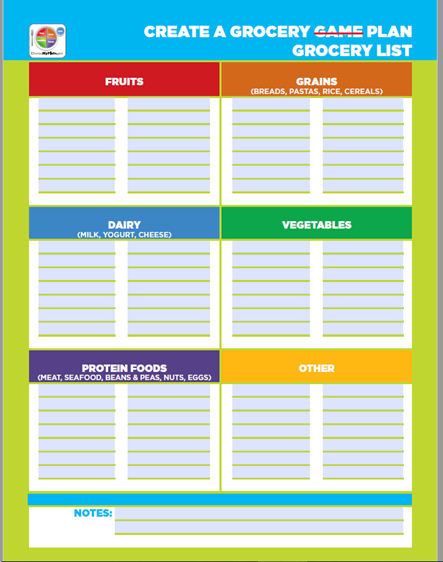 CREATE A GROCERY GAME PLAN
GROCERY LIST
FRUITS
GRAINS
(BREADS, PASTAS, RICE, CEREALS)
DAIRY
(MILK, YOGURT, CHEESE)
VEGETABLES
PROTEIN FOODS
(MEAT, SEAFOOD, BEANS & PEAS, NUTS, EGGS)
OTHER
NOTES: